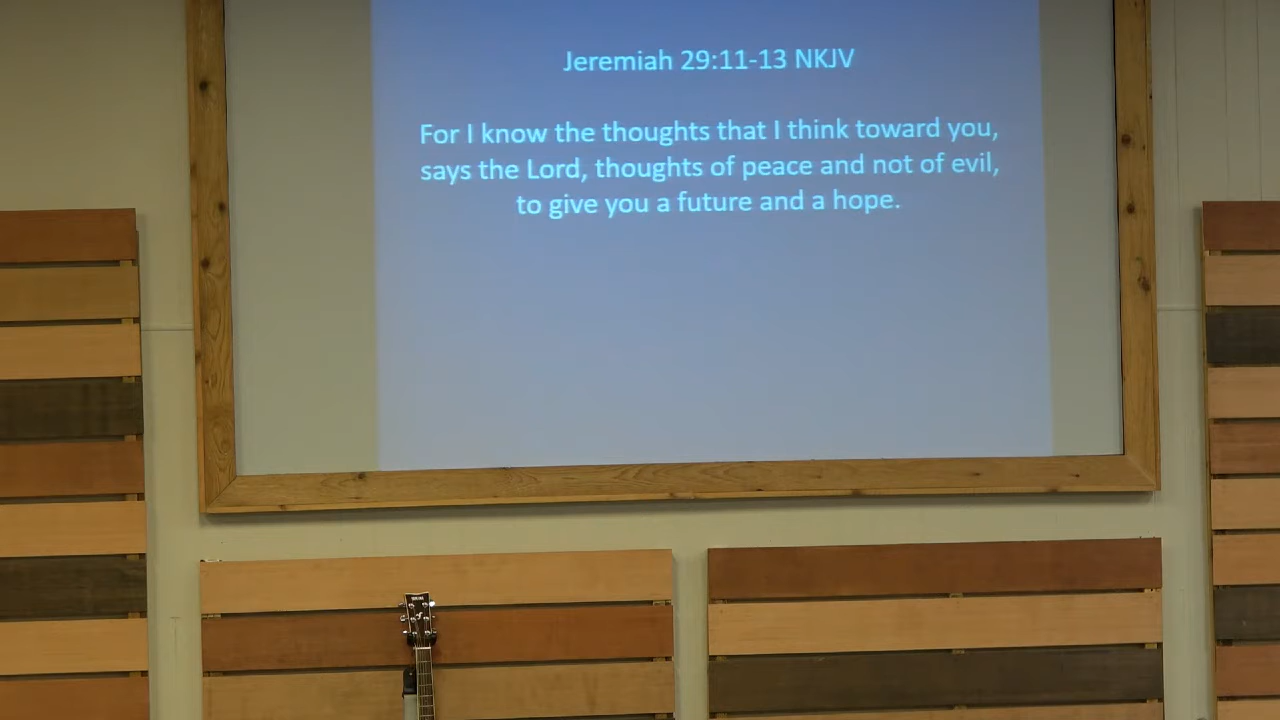 Jeremiah 29:11-13 NKJV
For I know the thoughts that I think toward you,
says the Lord, thoughts of peace and not of evil,
to give you a future and a hope.